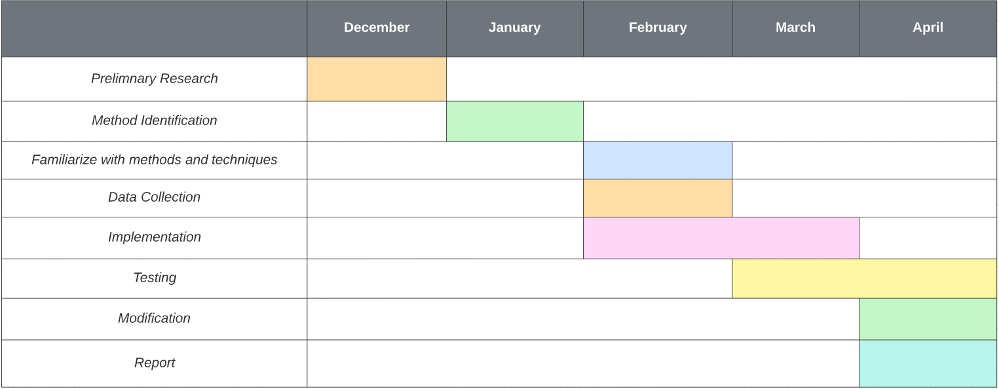 December January February March April
Prelimnary Research
Method Identification
Familiarize with methods and techniques
Data Collection
Implementation
Testing
Modification
Report